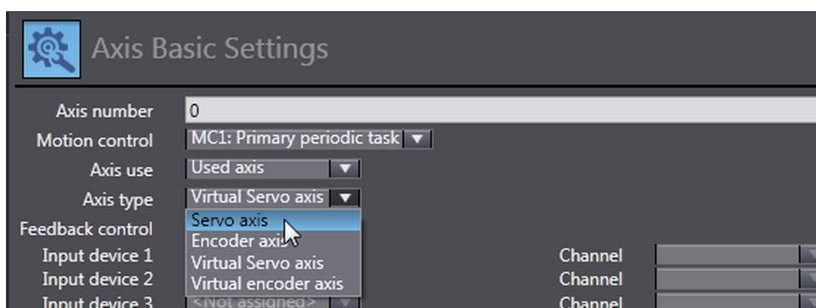 Axis Basic Settings
Axis number 0
Motion control MC1: Primary periodic task
Axis use Used axis
Axis type Virtual Servo axis
Servo axis
Feedback control
Encoder axis
Input device 1 Channel
Virtual Servo axis
Input device 2 Channel
Virtual encoder axis
Input device 3 <Not assigned> Channel